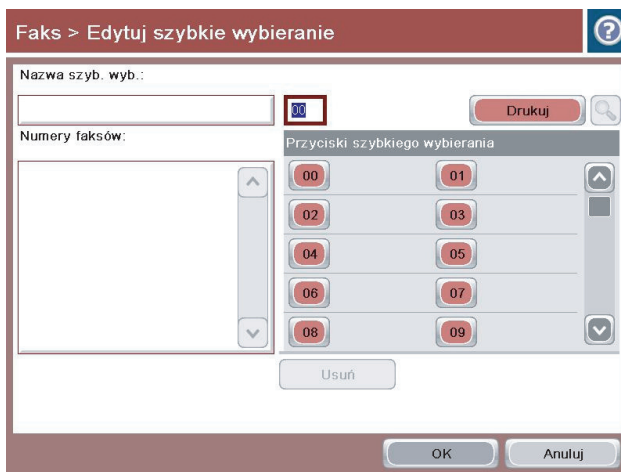 Faks > Edytuj szybkie wybieranie
?
Nazwa szyb. wyb.:
00
Drukuj
Numery faksów:
Przyciski szybkiego wybierania
00 01
02 03
04 05
06 07
08 09
Usuń
OK Anuluj